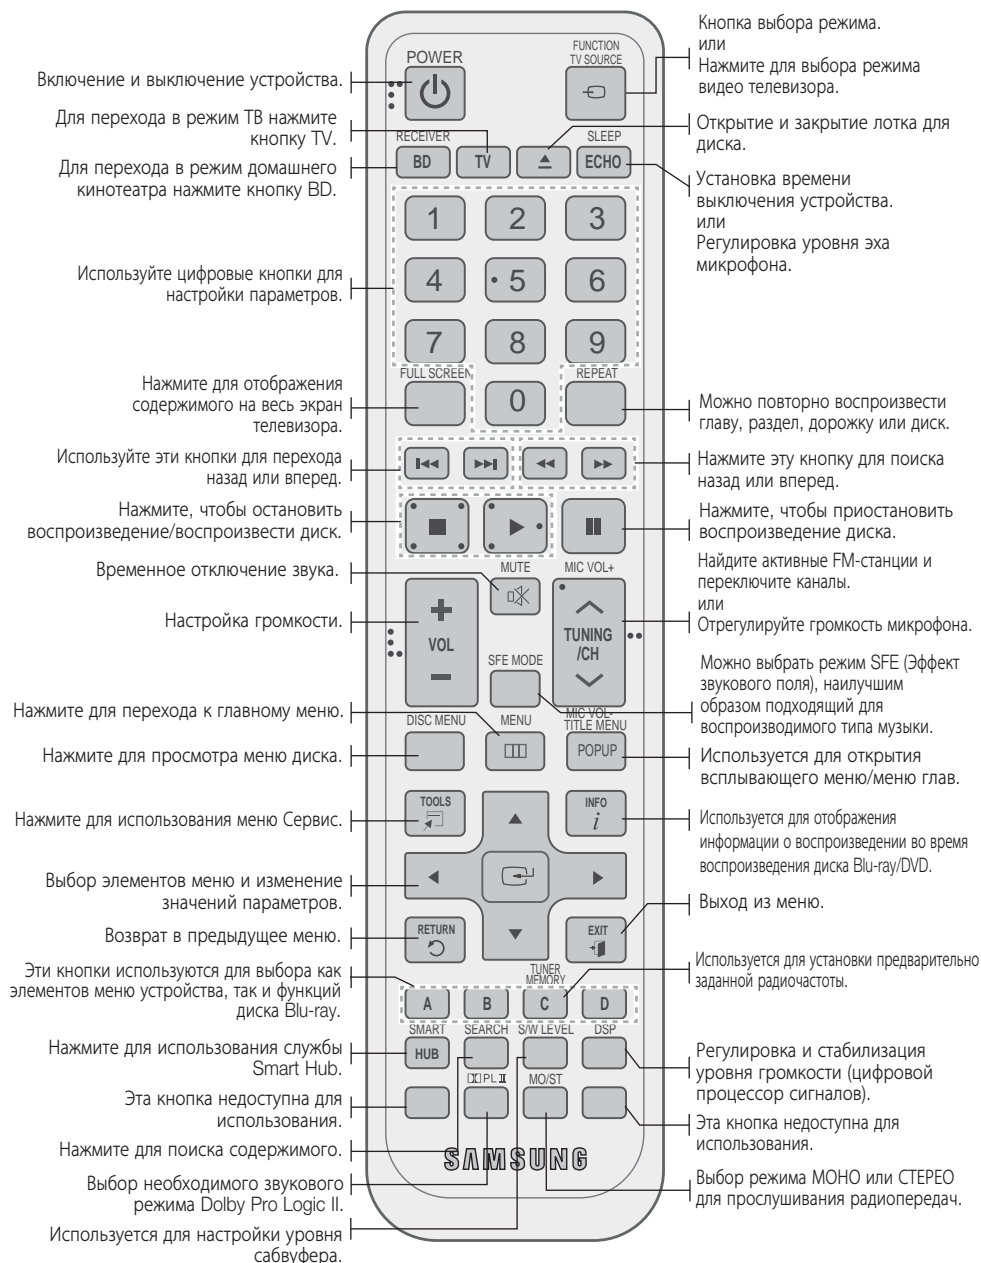 Включение и выключение устройства.
Для перехода в режим ТВ нажмите
кнопку TV.
Для перехода в режим домашнего
кинотеатра нажмите кнопку BD.
Используйте цифровые кнопки для
настройки параметров.
Нажмите для отображения
содержимого на весь экран
телевизора.
Используйте эти кнопки для перехода
назад или вперед.
Нажмите, чтобы остановить
воспроизведение/воспроизвести диск.
Временное отключение звука.
Настройка громкости.
Нажмите для перехода к главному меню.
Нажмите для просмотра меню диска.
Нажмите для использования меню Сервис.
Выбор элементов меню и изменение
значений параметров.
Возврат в предыдущее меню.
Эти кнопки используются для выбора как
элементов меню устройства, так и функций
диска Blu-ray.
Нажмите для использования службы
Smart Hub.
Эта кнопка недоступна для
использования.
Нажмите для поиска содержимого.
Выбор необходимого звукового
режима Dolby Pro Logic II.
Используется для настройки уровня
сабвуфера.
POWER
FUNCTION
TV SOURCE
RECEIVER
SLEEP
BD
TV
ECHO
1
2
3
4
5
6
7
8
9
FULL SCREEN
0
REPEAT
MUTE
MIC VOL+
VOL
TUNING
/CH
SFE MODE
MIC VOL-
DISC MENU
MENU
TITLE MENU
POPUP
TOOLS
INFO
i
RETURN
EXIT
TUNER
MEMORY
A
B
C
D
SMART
SEARCH
S/W LEVEL
DSP
HUB
PL II
MO/ST
SAMSUNG
Кнопка выбора режима.
или
Нажмите для выбора режима
видео телевизора.
Открытие и закрытие лотка для
диска.
Установка времени
выключения устройства.
или
Регулировка уровня эха
микрофона.
Можно повторно воспроизвести
главу, раздел, дорожку или диск.
Нажмите эту кнопку для поиска
назад или вперед.
Нажмите, чтобы приостановить
воспроизведение диска.
Найдите активные FM-станции и
переключите каналы.
или
Отрегулируйте громкость микрофона.
Можно выбрать режим SFE (Эффект
звукового поля), наилучшим
образом подходящий для
воспроизводимого типа музыки.
Используется для открытия
всплывающего меню/меню глав.
Используется для отображения
информации о воспроизведении во время
воспроизведения диска Blu-ray/DVD.
Выход из меню.
Используется для установки предварительно
заданной радиочастоты.
Регулировка и стабилизация
уровня громкости (цифровой
процессор сигналов).
Эта кнопка недоступна для
использования.
Выбор режима МОНО или СТЕРЕО
для прослушивания радиопередач.